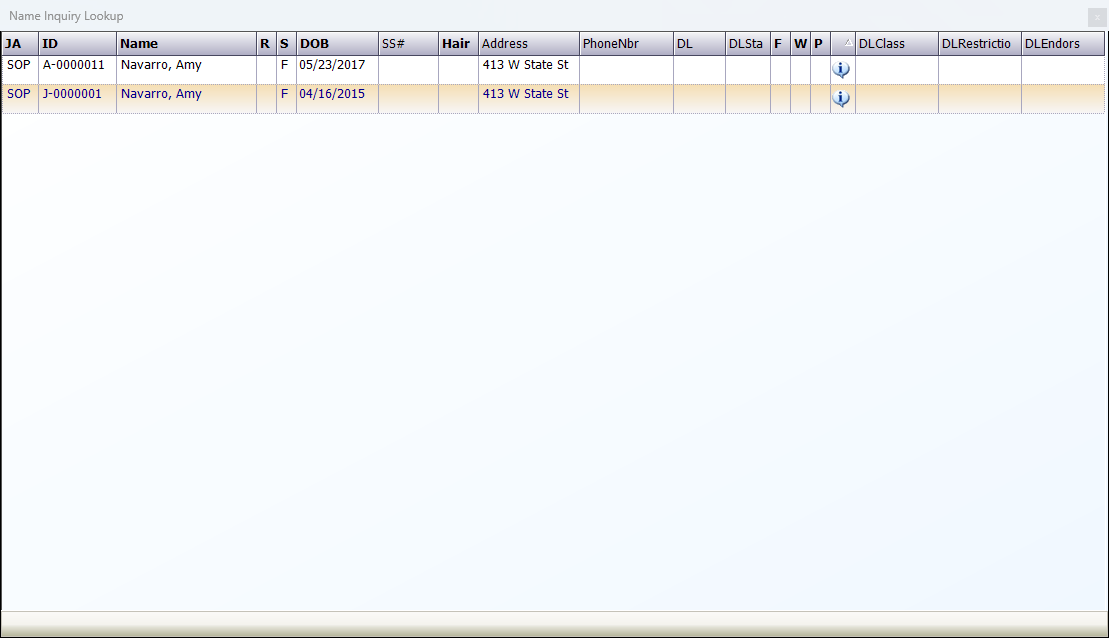 Name Inquiry Lookup
JA ID Name R S DOB SS# Hair Address PhoneNbr DL DLSta F W P DLClass DLRestrictio DLEndors
SOP A-0000011 Navarro, Amy F 05/23/2017 413 W State St
SOP J-0000001 Navarro, Amy F 04/16/2015 413 W State St